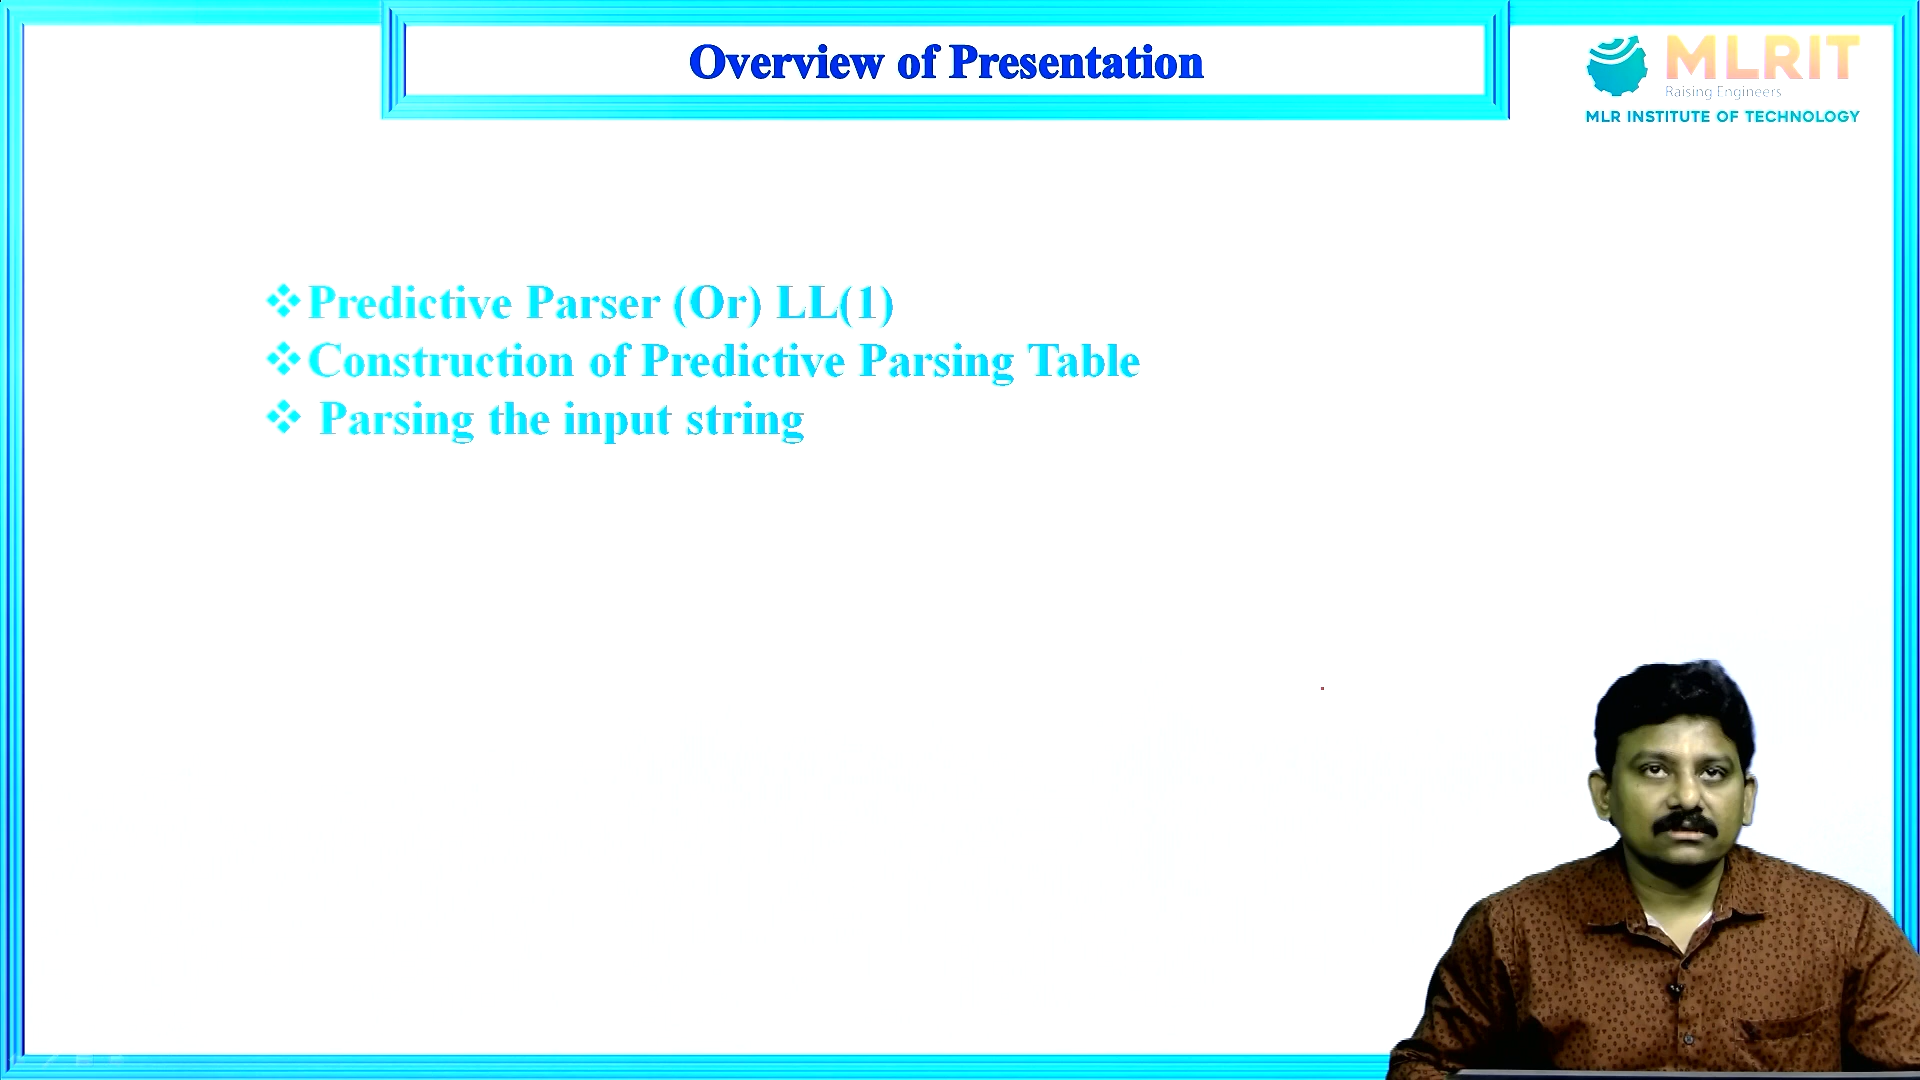 Overview of Presentation
MLRIT
Raising Engineers
MLR INSTITUTE OF TECHNOLOGY
❖Predictive Parser (Or) LL(1)
❖Construction of Predictive Parsing Table
❖ Parsing the input string